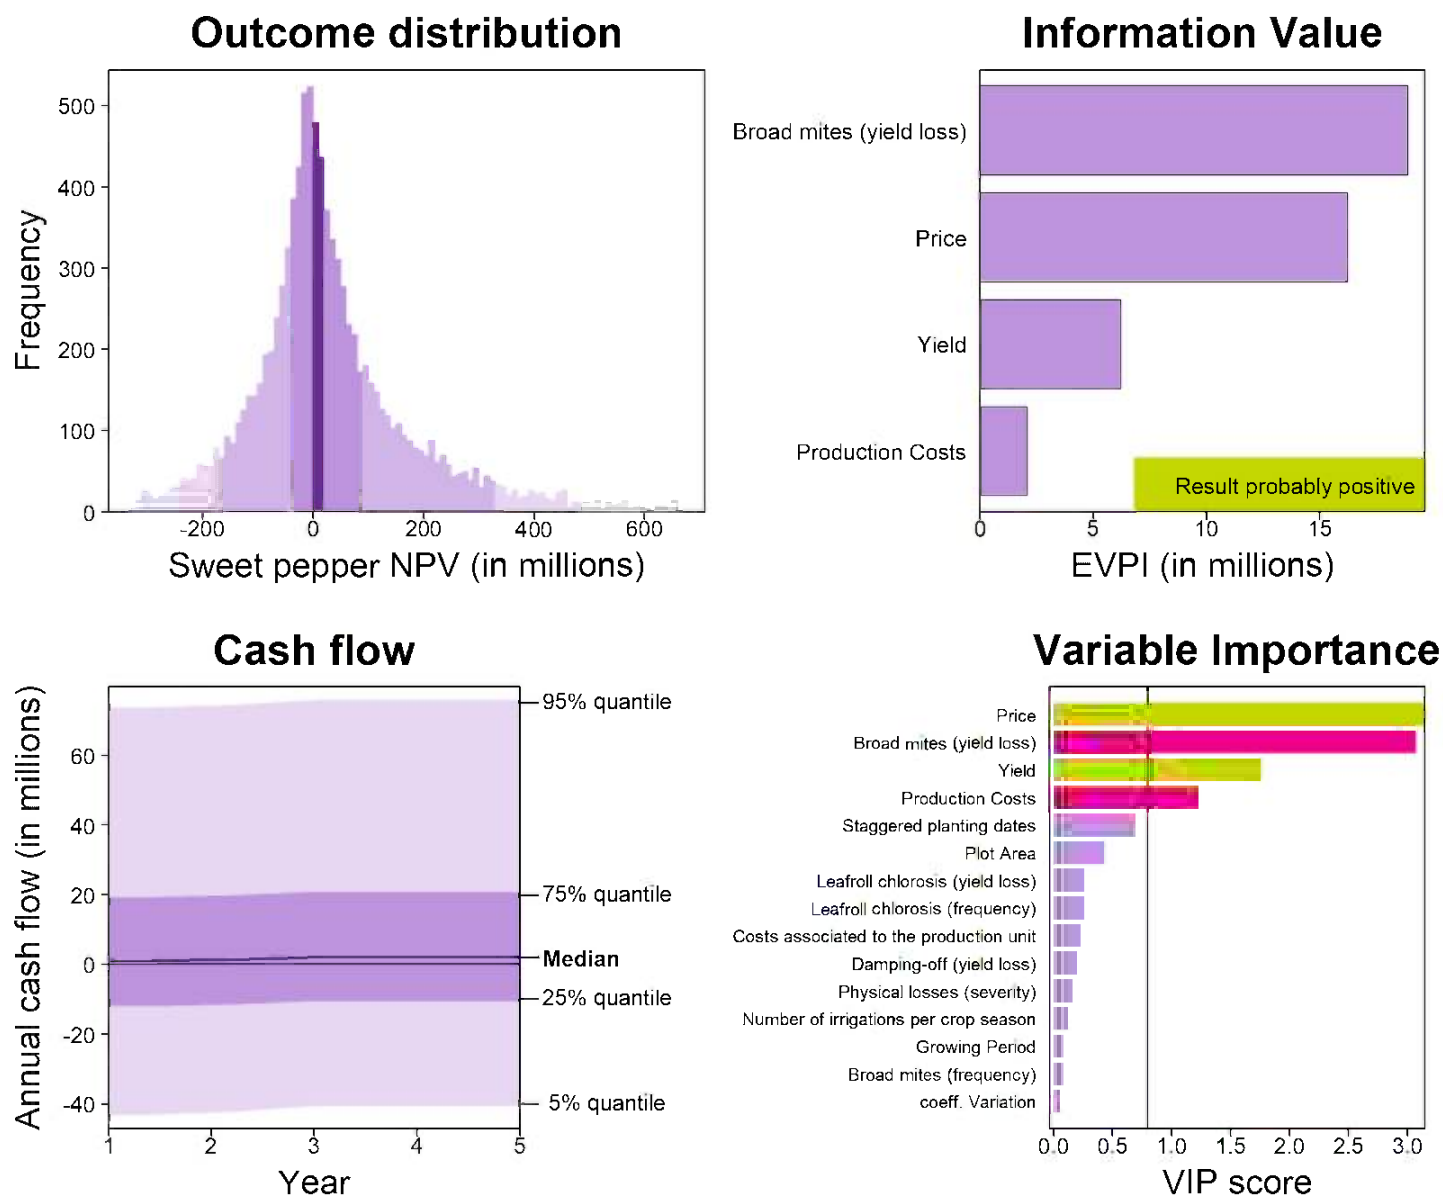 Outcome distribution
Frequency
500
400
300
200
100
0
-200 0 200 400 600
Sweet pepper NPV (in millions)
Information Value
Broad mites (yield loss)
Price
Yield
Production Costs
Result probably positive
0 5 10 15
EVPI (in millions)
Cash flow
Annual cash flow (in millions)
60
40
20
0
-20
-40
95% quantile
75% quantile
Median
25% quantile
5% quantile
1 2 3 4 5
Year
Variable Importance
Price
Broad mites (yield loss)
Yield
Production Costs
Staggered planting dates
Plot Area
Leafroll chlorosis (yield loss)
Leafroll chlorosis (frequency)
Costs associated to the production unit
Damping-off (yield loss)
Physical losses (severity)
Number of irrigations per crop season
Growing Period
Broad mites (frequency)
coeff. Variation
0.0 0.5 1.0 1.5 2.0 2.5 3.0
VIP score